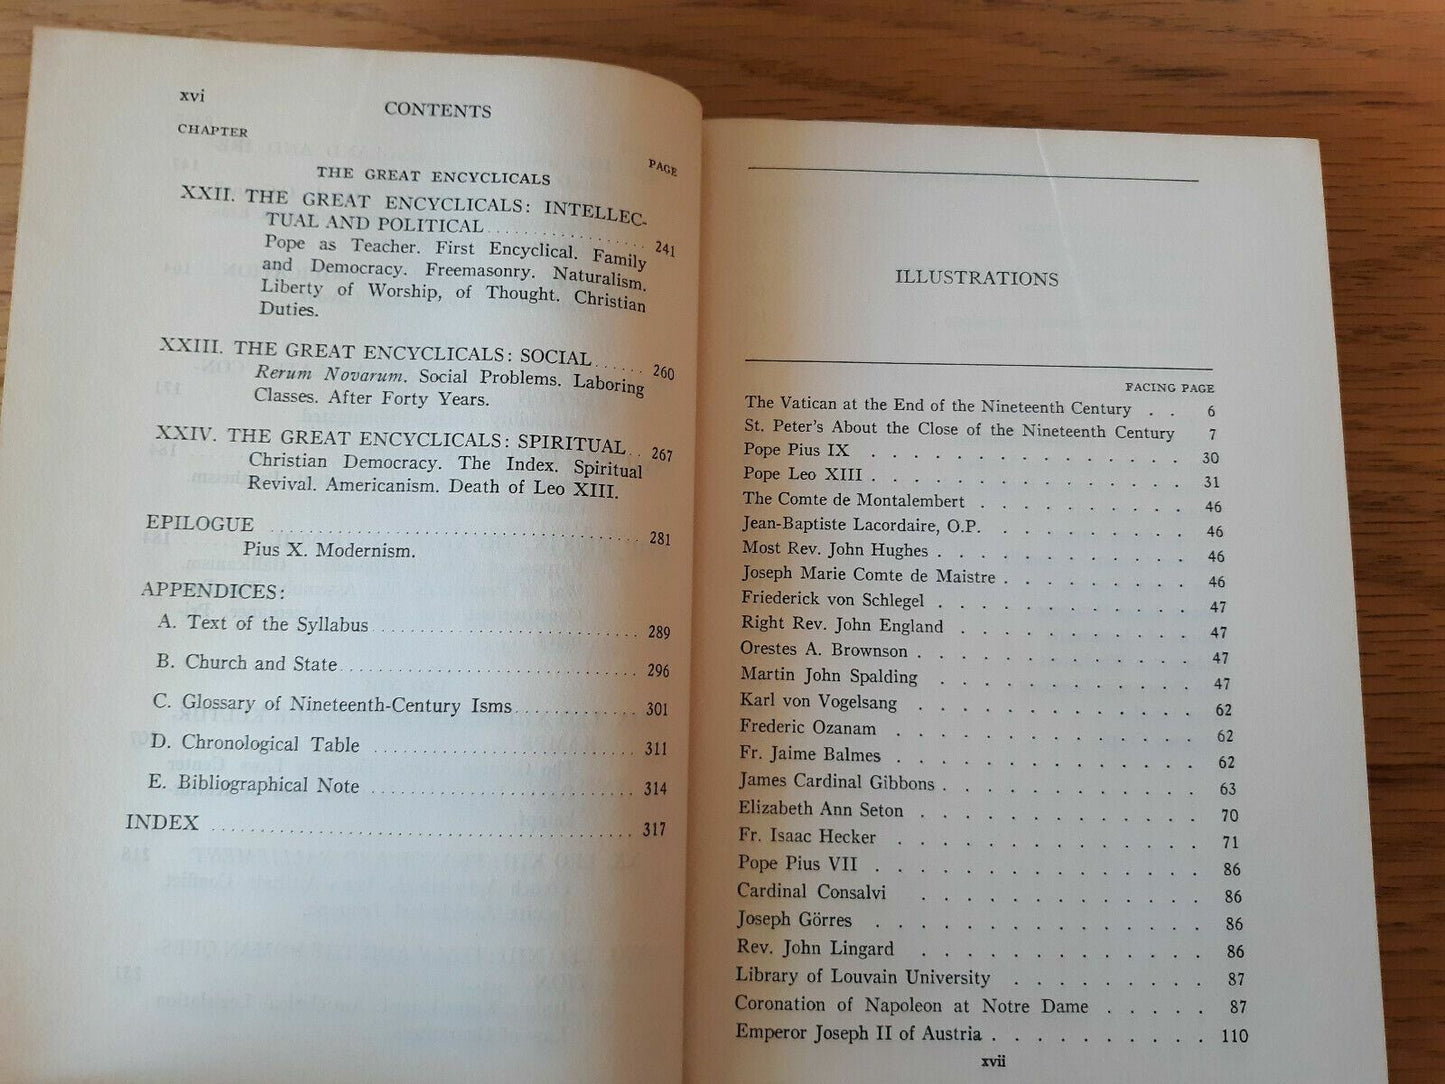 xvi
CONTENTS
CHAPTER
PAGE
THE GREAT ENCYCLICALS
XXII. THE GREAT ENCYCLICALS: INTELLEC-
TUAL AND POLITICAL . . . . . . . . . . . . . . . . . . 241
Pope as Teacher. First Encyclical. Family
and Democracy. Freemasonry. Naturalism.
Liberty of Worship, of Thought. Christian
Duties.
XXIII. THE GREAT ENCYCLICALS: SOCIAL . . . . . . 260
Rerum Novarum. Social Problems. Laboring
Classes. After Forty Years.
XXIV. THE GREAT ENCYCLICALS: SPIRITUAL . . 267
Christian Democracy. The Index. Spiritual
Revival. Americanism. Death of Leo XIII.
EPILOGUE . . . . . . . . . . . . . . . . . . . . . . . . . . . . . . . . . . . . . 281
Pius X. Modernism.
APPENDICES:
A. Text of the Syllabus . . . . . . . . . . . . . . . . . . . . . . . . . . . 289
B. Church and State . . . . . . . . . . . . . . . . . . . . . . . . . . . . . 296
C. Glossary of Nineteenth-Century Isms . . . . . . . . . . . . 301
D. Chronological Table . . . . . . . . . . . . . . . . . . . . . . . . . . 311
E. Bibliographical Note . . . . . . . . . . . . . . . . . . . . . . . . . . 314
INDEX . . . . . . . . . . . . . . . . . . . . . . . . . . . . . . . . . . . . . . . . . 317
ILLUSTRATIONS
FACING PAGE
The Vatican at the End of the Nineteenth Century . . 6
St. Peter's About the Close of the Nineteenth Century 7
Pope Pius IX . . . . . . . . . . . . . . 30
Pope Leo XIII . . . . . . . . . . . . . . 31
The Comte de Montalembert . . . . . . . . . . 46
Jean-Baptiste Lacordaire, O.P. . . . . . . . . . . 46
Most Rev. John Hughes . . . . . . . . . . . . 46
Joseph Marie Comte de Maistre . . . . . . . . . 46
Friederick von Schlegel . . . . . . . . . . . . 47
Right Rev. John England . . . . . . . . . . . 47
Orestes A. Brownson . . . . . . . . . . . . . 47
Martin John Spalding . . . . . . . . . . . . 47
Karl von Vogelsang . . . . . . . . . . . . . 62
Frederic Ozanam . . . . . . . . . . . . . . 62
Fr. Jaime Balmes . . . . . . . . . . . . . . 62
James Cardinal Gibbons . . . . . . . . . . . . 63
Elizabeth Ann Seton . . . . . . . . . . . . . 70
Fr. Isaac Hecker . . . . . . . . . . . . . . 71
Pope Pius VII . . . . . . . . . . . . . . . 86
Cardinal Consalvi . . . . . . . . . . . . . 86
Joseph Görres . . . . . . . . . . . . . . . 86
Rev. John Lingard . . . . . . . . . . . . . 86
Library of Louvain University . . . . . . . . . 87
Coronation of Napoleon at Notre Dame . . . . . 87
Emperor Joseph II of Austria . . . . . . . . . . 110
xvii